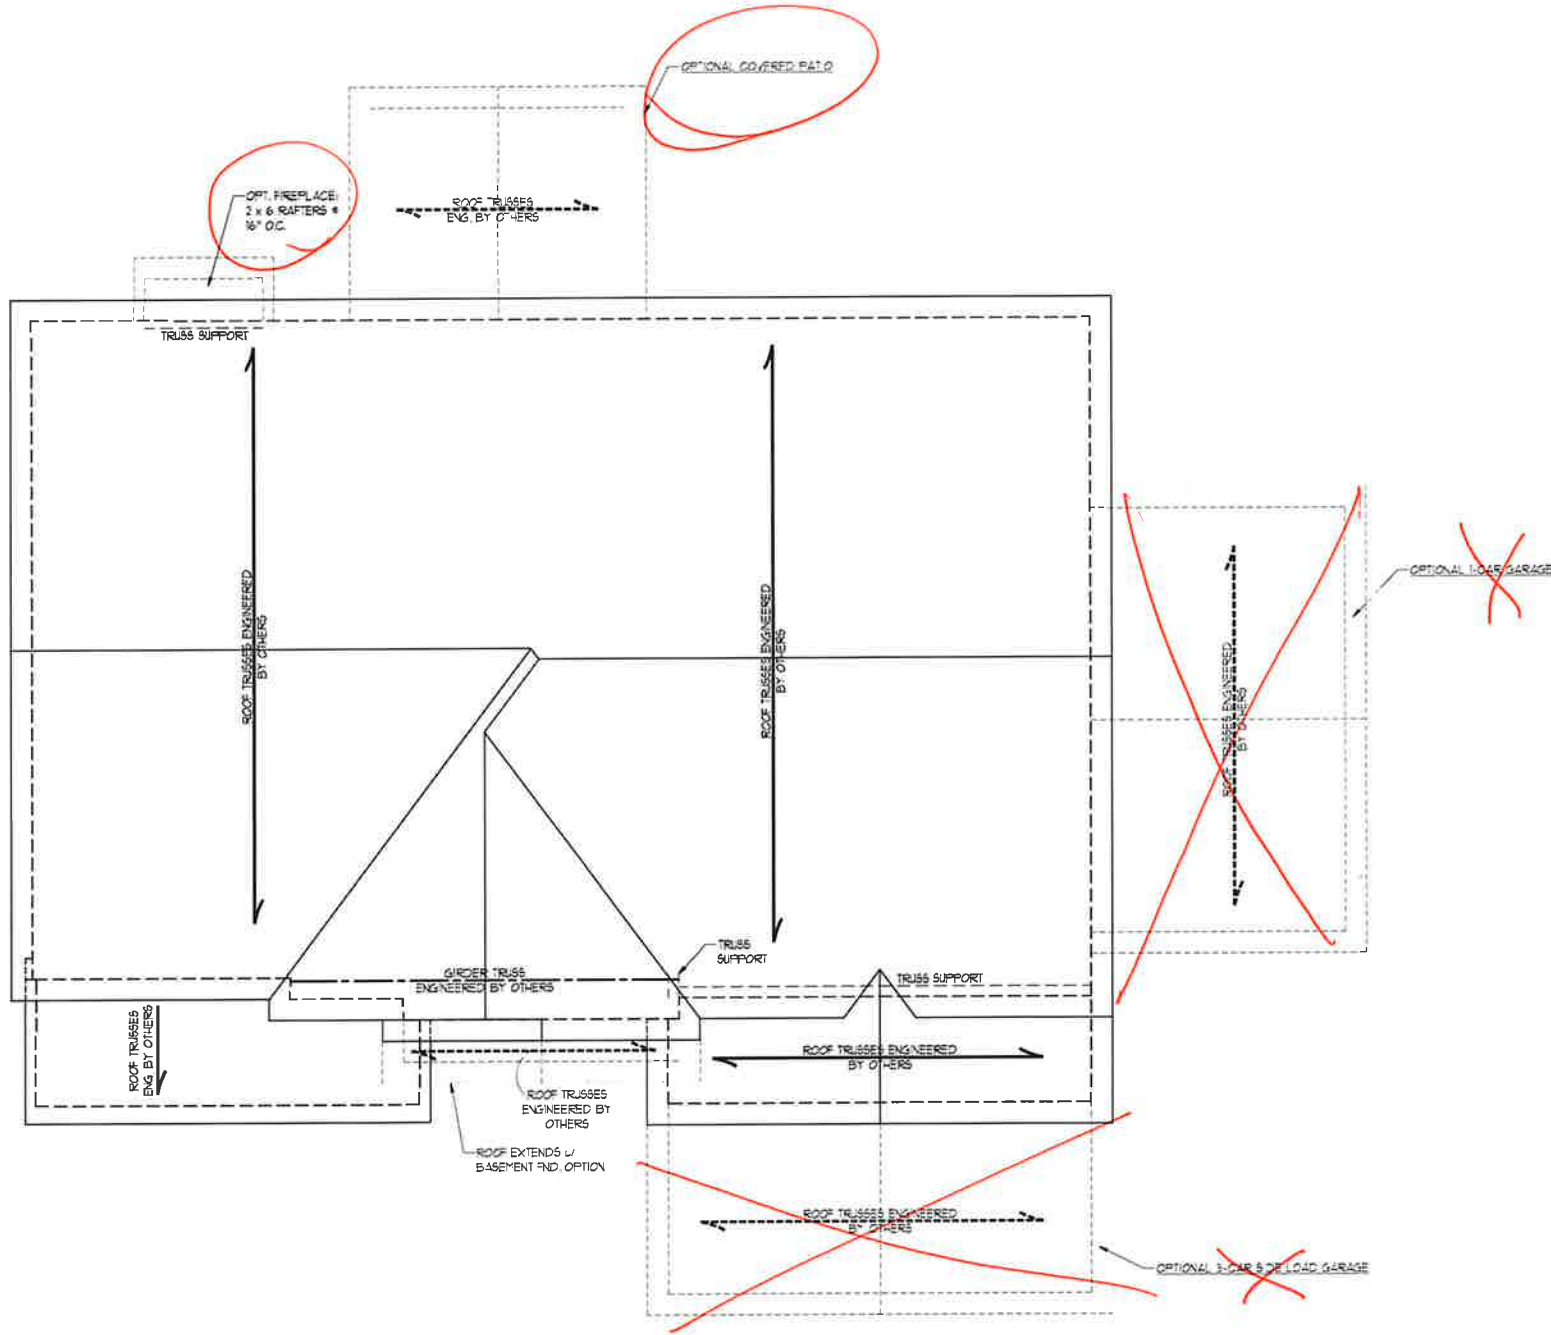 OPTIONAL COVERED PATIO
OPT. FIREPLACE:
2 x 6 RAFTERS @
16" O.C.
ROOF TRUSSES
ENG. BY OTHERS
TRUSS SUPPORT
ROOF TRUSSES ENGINEERED
BY OTHERS
ROOF TRUSSES ENGINEERED
BY OTHERS
OPTIONAL 1-CAR GARAGE
ROOF TRUSSES ENGINEERED
BY OTHERS
TRUSS
SUPPORT
GIRDER TRUSS
ENGINEERED BY OTHERS
TRUSS SUPPORT
ROOF TRUSSES
ENG BY OTHERS
ROOF TRUSSES ENGINEERED
BY OTHERS
ROOF TRUSSES
ENGINEERED BY
OTHERS
ROOF EXTENDS W/
BASEMENT FND. OPTION
ROOF TRUSSES ENGINEERED
BY OTHERS
OPTIONAL 3-CAR SIDE LOAD GARAGE